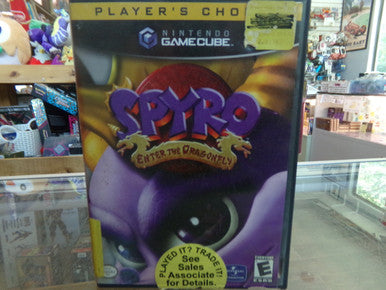 PLAYER'S CHO
NINTENDO
GAMECUBE
SPYRO
ENTER THE DRAGONFLY
PLAYED IT? TRADE IT!
See
Sales
Associate
for Details.
E